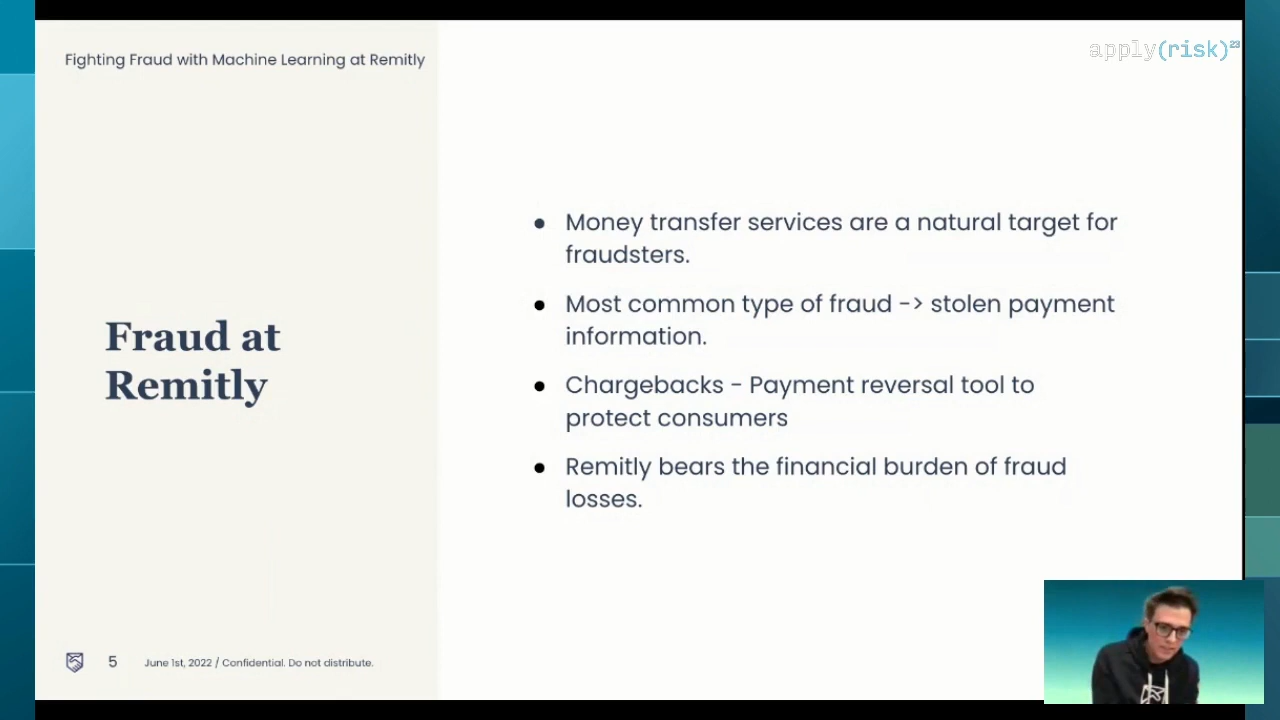 Fighting Fraud with Machine Learning at Remitly
apply(risk)²³
Fraud at
Remitly
● Money transfer services are a natural target for
fraudsters.
● Most common type of fraud -> stolen payment
information.
● Chargebacks - Payment reversal tool to
protect consumers
● Remitly bears the financial burden of fraud
losses.
5 June 1st, 2022 / Confidential. Do not distribute.